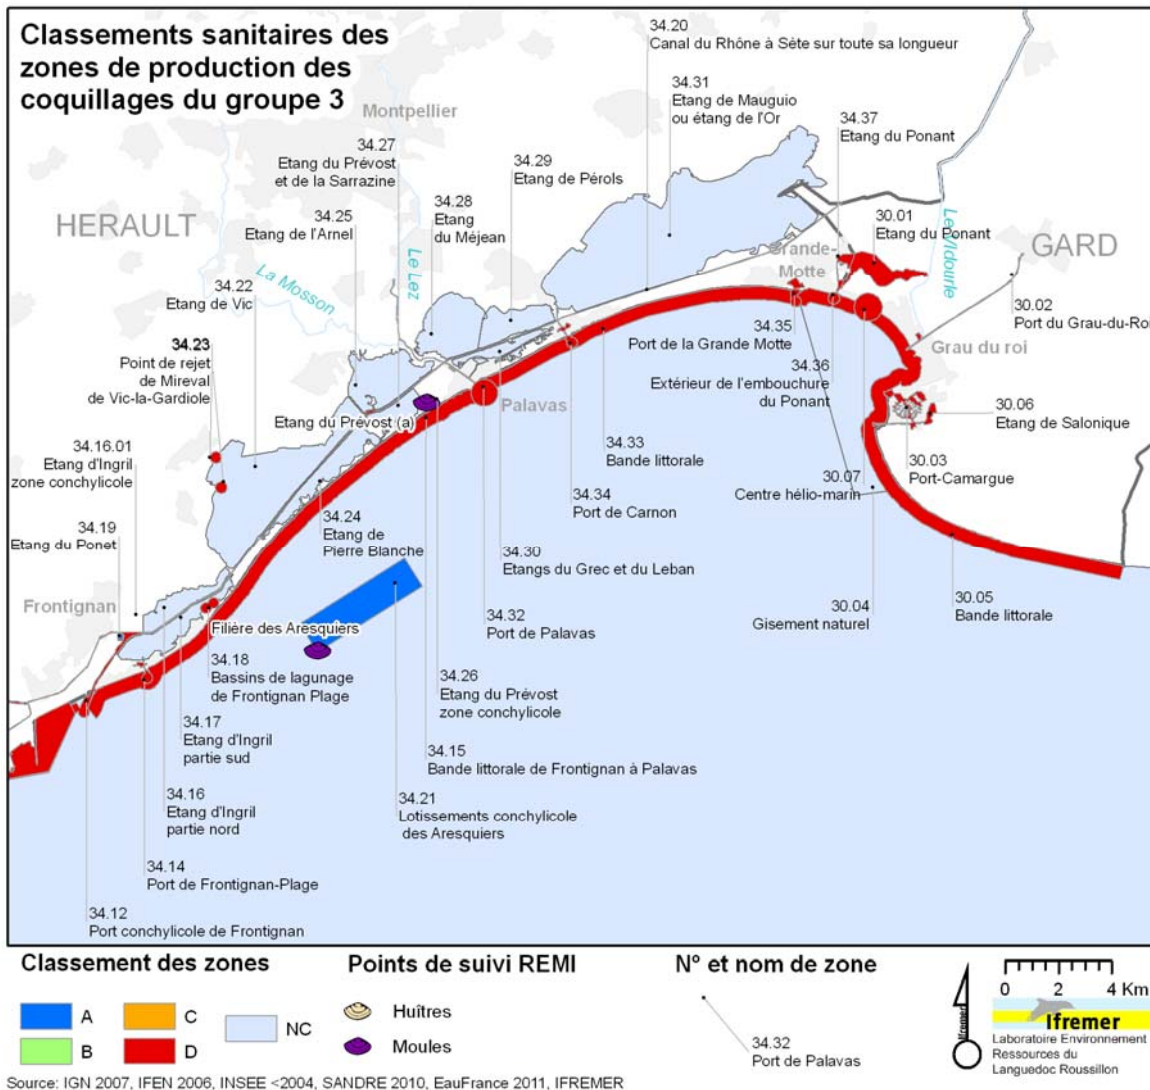 Classements sanitaires des
zones de production des
coquillages du groupe 3
34.20
Canal du Rhône à Sète sur toute sa longueur
34.31
Etang de Mauguio
ou étang de l'Or
Montpellier
34.27
Etang du Prévost
et de la Sarrazine
34.29
Etang de Pérols
34.37
Etang du Ponant
HERAULT
34.25
Etang de l'Arnel
34.28
Etang
du Méjean
30.01
Etang du Ponant
Le Vidourle
GARD
Le Lez
La Mosson
Grande-
Motte
34.22
Etang de Vic
30.02
Port du Grau-du-Roi
34.23
Point de rejet
de Mireval
de Vic-la-Gardiole
34.35
Port de la Grande Motte
Grau du roi
34.36
Extérieur de l'embouchure
du Ponant
Palavas
Etang du Prévost (a)
30.06
Etang de Salonique
34.16.01
Etang d'Ingril
zone conchylicole
34.33
Bande littorale
30.03
Port-Camargue
30.07
Centre hélio-marin
34.34
Port de Carnon
34.19
Etang du Ponet
34.24
Etang de
Pierre Blanche
34.30
Etangs du Grec et du Leban
Frontignan
30.04
Gisement naturel
30.05
Bande littorale
34.32
Port de Palavas
Filière des Aresquiers
34.18
Bassins de lagunage
de Frontignan Plage
34.26
Etang du Prévost
zone conchylicole
34.17
Etang d'Ingril
partie sud
34.15
Bande littorale de Frontignan à Palavas
34.16
Etang d'Ingril
partie nord
34.21
Lotissements conchylicole
des Aresquiers
34.14
Port de Frontignan-Plage
34.12
Port conchylicole de Frontignan
Classement des zones
A
C
NC
B
D
Points de suivi REMI
Huîtres
Moules
N° et nom de zone
34.32
Port de Palavas
Ifremer
0 2 4 Km
Ifremer
Laboratoire Environnement
Ressources du
Languedoc Roussillon
Source: IGN 2007, IFEN 2006, INSEE <2004, SANDRE 2010, EauFrance 2011, IFREMER